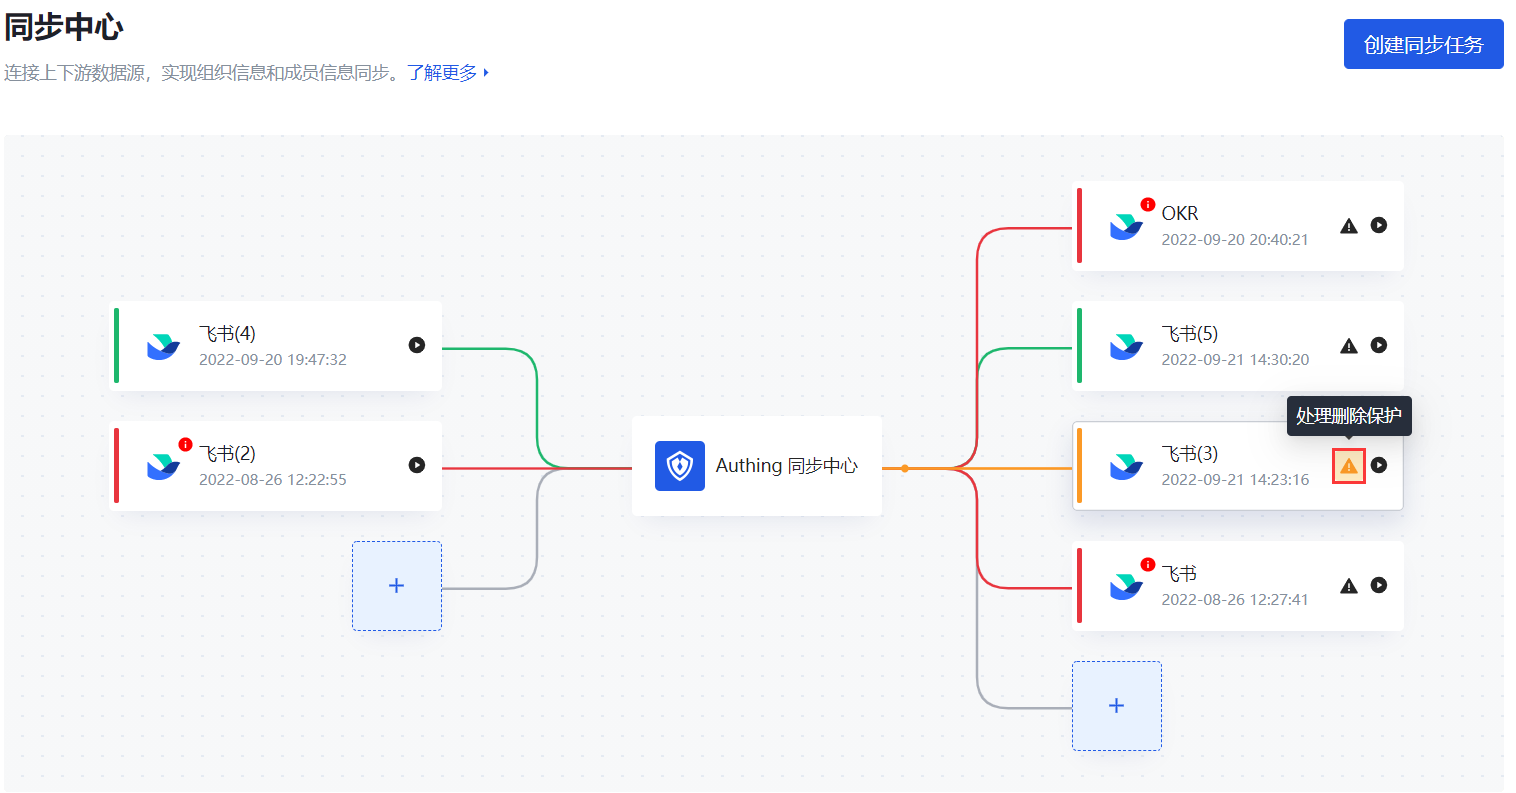 同步中心
连接上下游数据源，实现组织信息和成员信息同步。了解更多
创建同步任务
飞书(4)
2022-09-20 19:47:32
飞书(2)
2022-08-26 12:22:55
Authing 同步中心
OKR
2022-09-20 20:40:21
飞书(5)
2022-09-21 14:30:20
处理删除保护
飞书(3)
2022-09-21 14:23:16
飞书
2022-08-26 12:27:41